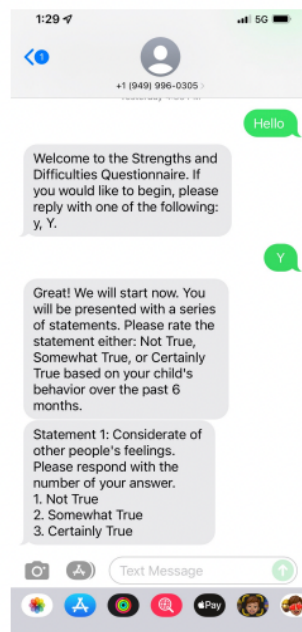 1:29
5G
1
+1 (949) 996-0305 >
Hello
Welcome to the Strengths and
Difficulties Questionnaire. If
you would like to begin, please
reply with one of the following:
y, Y.
Y
Great! We will start now. You
will be presented with a series
of statements. Please rate the
statement either: Not True,
Somewhat True, or Certainly
True based on your child's
behavior over the past 6
months.
Statement 1: Considerate of
other people's feelings.
Please respond with the
number of your answer.
1. Not True
2. Somewhat True
3. Certainly True
Text Message
Pay